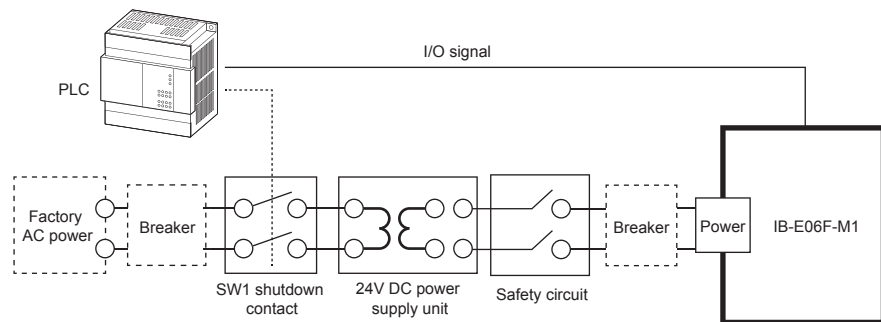 I/O signal
PLC
Factory
AC power
Breaker
SW1 shutdown
contact
24V DC power
supply unit
Safety circuit
Breaker
Power
IB-E06F-M1